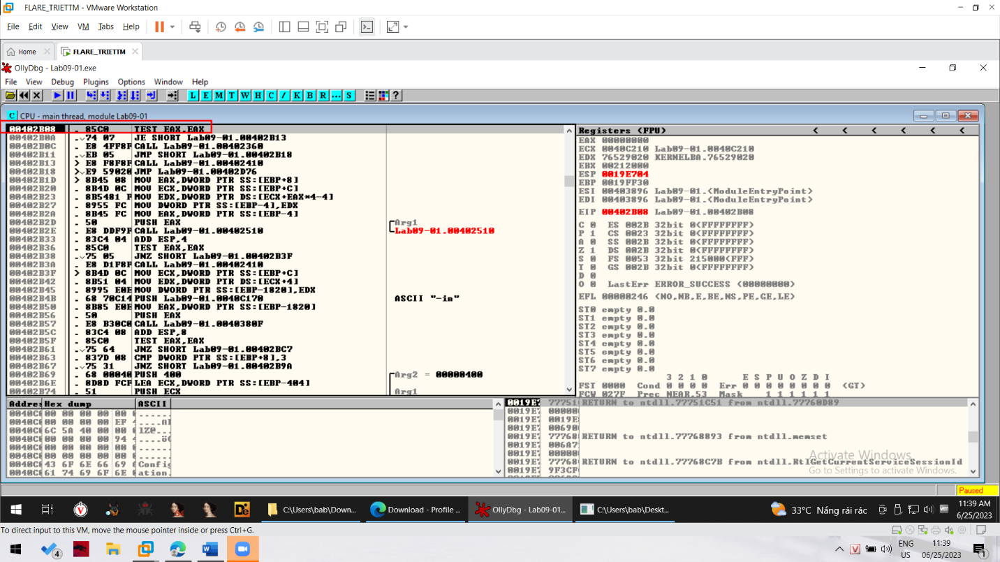 FLARE_TRIETTM - VMware Workstation
File Edit View VM Tabs Help
Home FLARE_TRIETTM
OllyDbg - Lab09-01.exe
File View Debug Plugins Options Window Help
L E M T W H C / K B R ... S ?
C CPU - main thread, module Lab09-01
00402B08 . 85C0 TEST EAX,EAX
00402B0A . 74 07 JE SHORT Lab09-01.00402B13
00402B0C . E8 4FF8F CALL Lab09-01.00402360
00402B11 . EB 05 JMP SHORT Lab09-01.00402B18
00402B13 > E8 F8F8F CALL Lab09-01.00402410
00402B18 > E9 59020 JMP Lab09-01.00402D76
00402B1D > 8B45 08 MOV EAX,DWORD PTR SS:[EBP+8]
00402B20 . 8B4D 0C MOV ECX,DWORD PTR SS:[EBP+C]
00402B23 . 8B5481 F MOV EDX,DWORD PTR DS:[ECX+EAX*4-4]
00402B27 . 8955 FC MOV DWORD PTR SS:[EBP-4],EDX
00402B2A . 8B45 FC MOV EAX,DWORD PTR SS:[EBP-4]
00402B2D . 50 PUSH EAX Arg1
00402B2E . E8 DDF9F CALL Lab09-01.00402510 Lab09-01.00402510
00402B33 . 83C4 04 ADD ESP,4
00402B36 . 85C0 TEST EAX,EAX
00402B38 . 75 05 JNZ SHORT Lab09-01.00402B3F
00402B3A . E8 D1F8F CALL Lab09-01.00402410
00402B3F > 8B4D 0C MOV ECX,DWORD PTR SS:[EBP+C]
00402B42 . 8B51 04 MOV EDX,DWORD PTR DS:[ECX+4]
00402B45 . 8995 E0E MOV DWORD PTR SS:[EBP-1820],EDX
00402B4B . 68 70C14 PUSH Lab09-01.0040C170 ASCII "-in"
00402B50 . 8B85 E0E MOV EAX,DWORD PTR SS:[EBP-1820]
00402B56 . 50 PUSH EAX
00402B57 . E8 B30C0 CALL Lab09-01.0040380F
00402B5C . 83C4 08 ADD ESP,8
00402B5F . 85C0 TEST EAX,EAX
00402B61 . 75 64 JNZ SHORT Lab09-01.00402BC7
00402B63 . 837D 08 CMP DWORD PTR SS:[EBP+8],3
00402B67 . 75 31 JNZ SHORT Lab09-01.00402B9A
00402B69 . 68 00040 PUSH 400 Arg2 = 00000400
00402B6E . 8D8D FCF LEA ECX,DWORD PTR SS:[EBP-404]
00402B74 . 51 PUSH ECX Arg1
Registers (FPU) < < < < < <
EAX 00000000
ECX 0040C210 Lab09-01.0040C210
EDX 76529020 KERNELBA.76529020
EBX 00212000
ESP 0019E704
EBP 0019FF30
ESI 00403896 Lab09-01.<ModuleEntryPoint>
EDI 00403896 Lab09-01.<ModuleEntryPoint>
EIP 00402B08 Lab09-01.00402B08
C 0 ES 002B 32bit 0(FFFFFFFF)
P 1 CS 0023 32bit 0(FFFFFFFF)
A 0 SS 002B 32bit 0(FFFFFFFF)
Z 1 DS 002B 32bit 0(FFFFFFFF)
S 0 FS 0053 32bit 215000(FFF)
T 0 GS 002B 32bit 0(FFFFFFFF)
D 0
O 0 LastErr ERROR_SUCCESS (00000000)
EFL 00000246 (NO,NB,E,BE,NS,PE,GE,LE)
ST0 empty 0.0
ST1 empty 0.0
ST2 empty 0.0
ST3 empty 0.0
ST4 empty 0.0
ST5 empty 0.0
ST6 empty 0.0
ST7 empty 0.0
3 2 1 0 E S P U O Z D I
FST 0000 Cond 0 0 0 0 Err 0 0 0 0 0 0 0 0 (GT)
FCW 027F Prec NEAR,53 Mask 1 1 1 1 1 1
Addres Hex dump ASCII
0040C0 00 00 00 00 00 0 ......
0040C0 00 00 00 00 EF
0040C0 6C 5A 40 00 00 0 lZ@...
0040C0 00 00 00 00 94 4
0040C0 00 00 00 00 00 0 ......
0040C0 00 00 00 00 00 0 ......
0040C0 43 6F 6E 66 69 6 Config
0040C0 61 74 69 6F 6E 0 ation.
0019E7 777510 RETURN to ntdll.77751C51 from ntdll.77760D89
0019E7 000000
0019E7 0019E
0019E7 00690
0019E7 77768 RETURN to ntdll.77768893 from ntdll.memset
0019E7 006A7
0019E7 00000
0019E7 77768 RETURN to ntdll.77768C7B from ntdll.RtlGetCurrentServiceSessionId
0019E7 9F3CF
Activate Windows
Go to Settings to activate Windows.
Paused
C:\Users\bab\Down... Download - Profile ... OllyDbg - Lab09-01... C:\Users\bab\Deskt... 33°C Nắng rải rác 11:39 AM
6/25/2023
To direct input to this VM, move the mouse pointer inside or press Ctrl+G.
4 ENG 11:39
US 06/25/2023 1